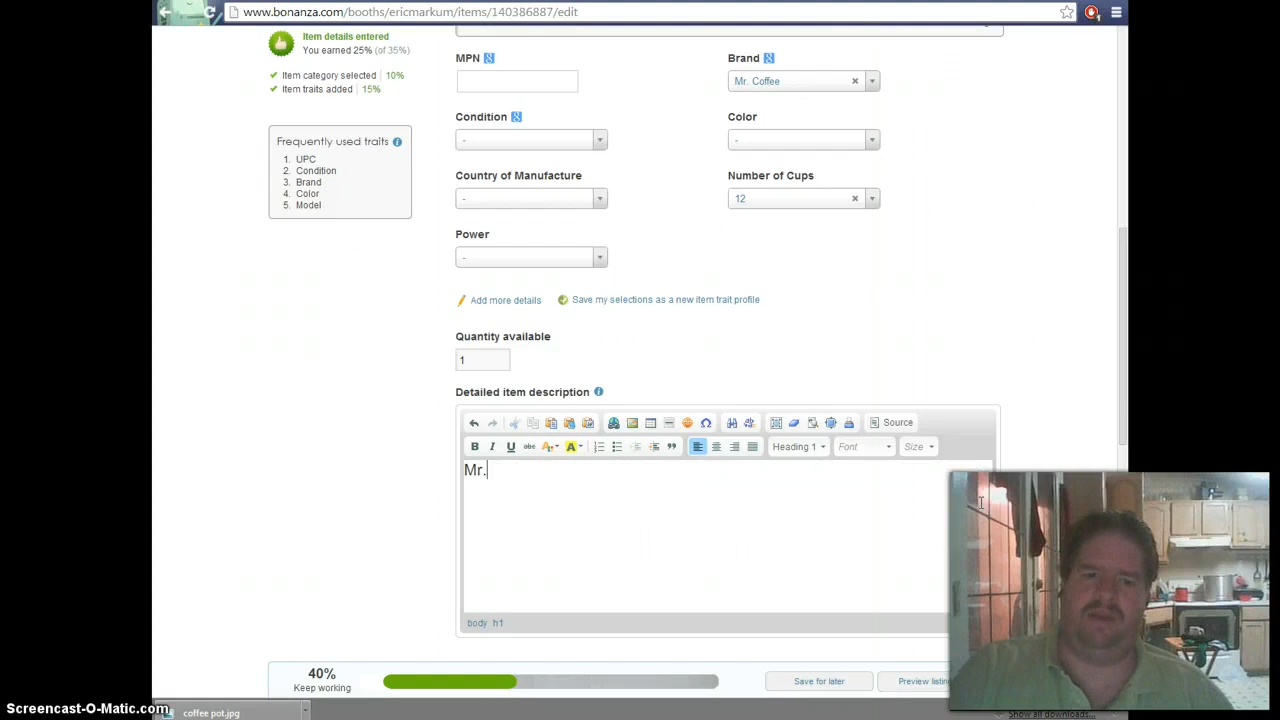 www.bonanza.com/booths/ericmarkum/items/140386887/edit
Item details entered
You earned 25% (of 35%)
Item category selected 10%
Item traits added 15%
Frequently used traits
1. UPC
2. Condition
3. Brand
4. Color
5. Model
MPN
Brand
Mr. Coffee
Condition
-
Color
-
Country of Manufacture
-
Number of Cups
12
Power
-
Add more details
Save my selections as a new item trait profile
Quantity available
1
Detailed item description
Source
B I U abc A A Heading 1 Font Size
Mr.
body h1
40%
Keep working
Save for later
Preview listing
coffee pot.jpg
Show all downloads...
Screencast-O-Matic.com